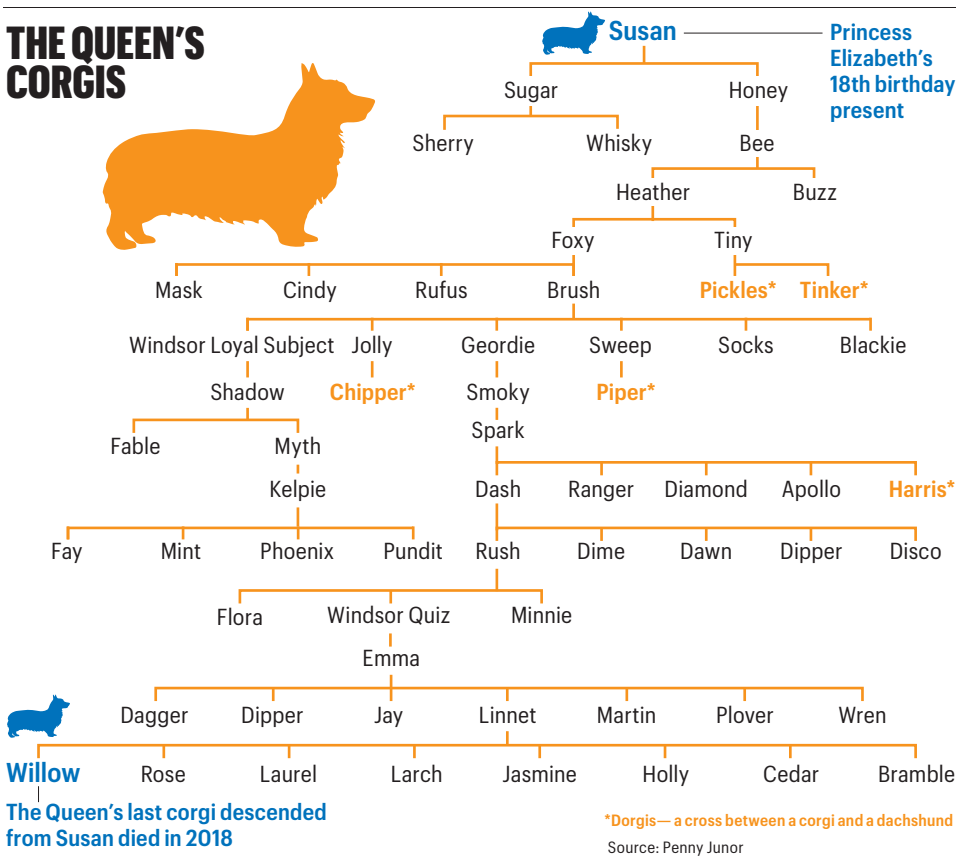 THE QUEEN'S
CORGIS
Susan
Princess
Elizabeth's
18th birthday
present
Sugar Honey
Sherry Whisky Bee
Heather Buzz
Foxy Tiny
Mask Cindy Rufus Brush Pickles* Tinker*
Windsor Loyal Subject Jolly Geordie Sweep Socks Blackie
Shadow Chipper* Smoky Piper*
Spark
Fable Myth
Kelpie Dash Ranger Diamond Apollo Harris*
Fay Mint Phoenix Pundit Rush Dime Dawn Dipper Disco
Flora Windsor Quiz Minnie
Emma
Dagger Dipper Jay Linnet Martin Plover Wren
Willow Rose Laurel Larch Jasmine Holly Cedar Bramble
The Queen's last corgi descended
from Susan died in 2018
*Dorgis— a cross between a corgi and a dachshund
Source: Penny Junor